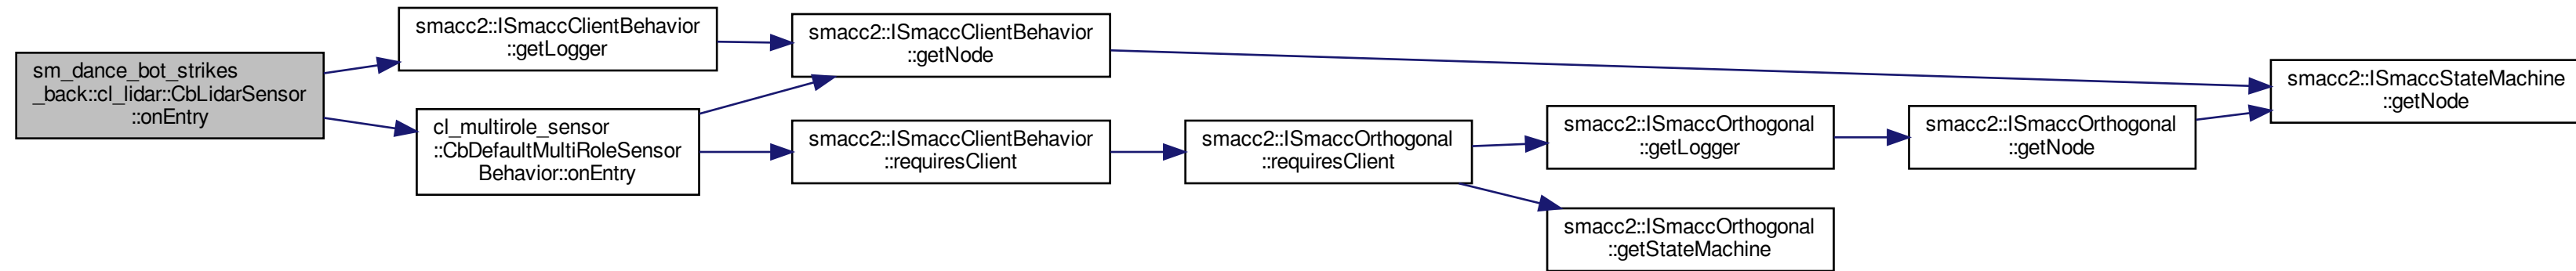 sm_dance_bot_strikes
_back::cl_lidar::CbLidarSensor
::onEntry
smacc2::ISmaccClientBehavior
::getLogger
cl_multirole_sensor
::CbDefaultMultiRoleSensor
Behavior::onEntry
smacc2::ISmaccClientBehavior
::getNode
smacc2::ISmaccClientBehavior
::requiresClient
smacc2::ISmaccOrthogonal
::requiresClient
smacc2::ISmaccOrthogonal
::getLogger
smacc2::ISmaccOrthogonal
::getStateMachine
smacc2::ISmaccOrthogonal
::getNode
smacc2::ISmaccStateMachine
::getNode